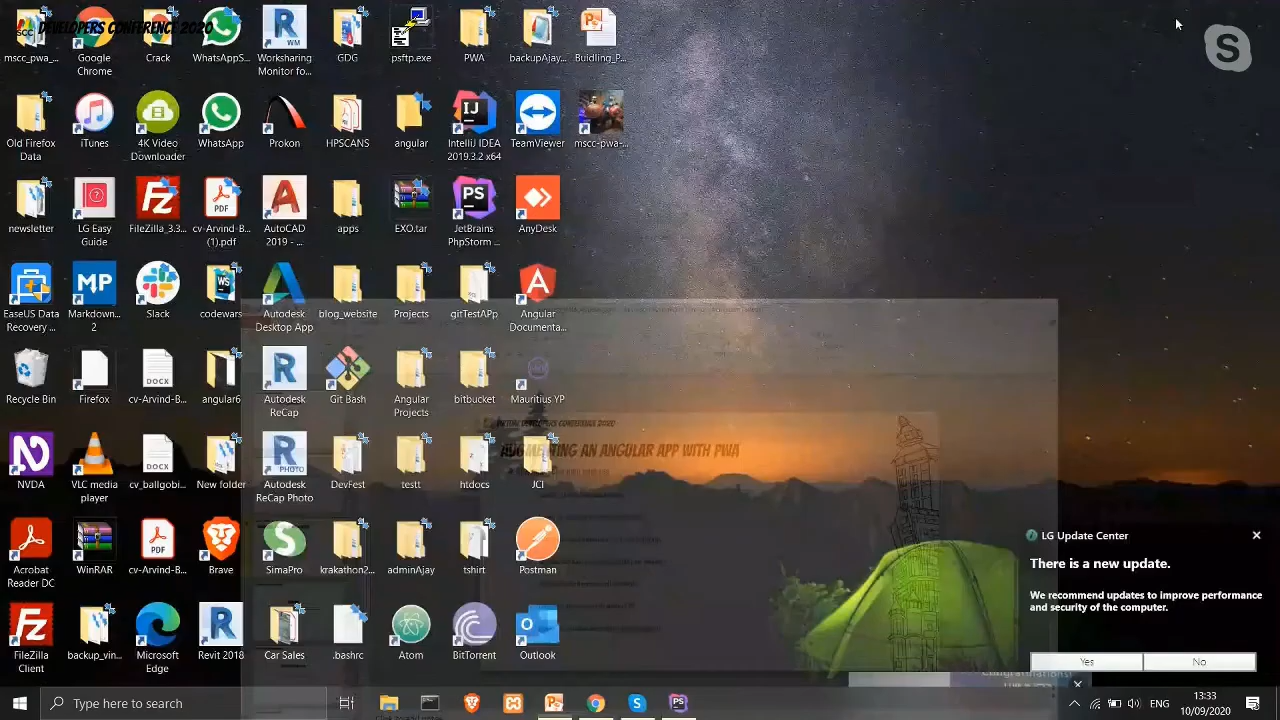 DEVELOPERS CONFERENCE 2020
mscc_pwa_...
Google
Chrome
Crack
WhatsAppS...
Worksharing
Monitor fo...
GDG
psftp.exe
PWA
backupAjay...
Buidling_P...
Old Firefox
Data
iTunes
4K Video
Downloader
WhatsApp
Prokon
HPSCANS
angular
IntelliJ IDEA
2019.3.2 x64
TeamViewer
mscc-pwa-...
newsletter
LG Easy
Guide
FileZilla_3.3...
cv-Arvind-B...
(1).pdf
AutoCAD
2019 - ...
apps
EXO.tar
JetBrains
PhpStorm ...
AnyDesk
EaseUS Data
Recovery ...
Markdown...
2
Slack
codewars
Autodesk
Desktop App
blog_website
Projects
gitTestAPp
Angular
Documenta...
Recycle Bin
Firefox
cv-Arvind-B...
angular6
Autodesk
ReCap
Git Bash
Angular
Projects
bitbucket
Mauritius YP
DEVELOPERS CONFERENCE 2020
AUGMENTING AN ANGULAR APP WITH PWA
NVDA
VLC media
player
cv_ballgobi...
New folder
Autodesk
ReCap Photo
DevFest
testt
htdocs
JCI
Acrobat
Reader DC
WinRAR
cv-Arvind-B...
Brave
SimaPro
krakathon2...
adminAjay
tshirt
Postman
FileZilla
Client
backup_vin...
Microsoft
Edge
Revit 2018
Car Sales
.bashrc
Atom
BitTorrent
Outlook
LG Update Center
There is a new update.
We recommend updates to improve performance
and security of the computer.
Yes
No
Congratulations!
Type here to search
ENG
13:33
10/09/2020